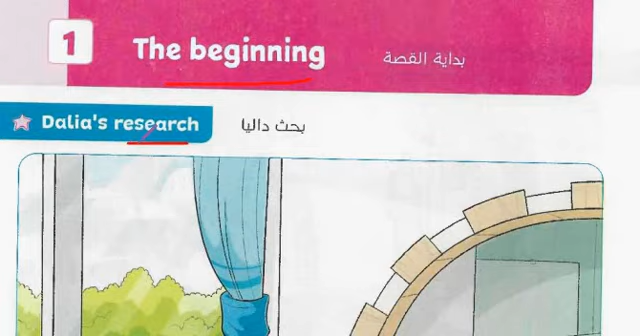 1
The beginning
بداية القصة
Dalia's research
بحث داليا